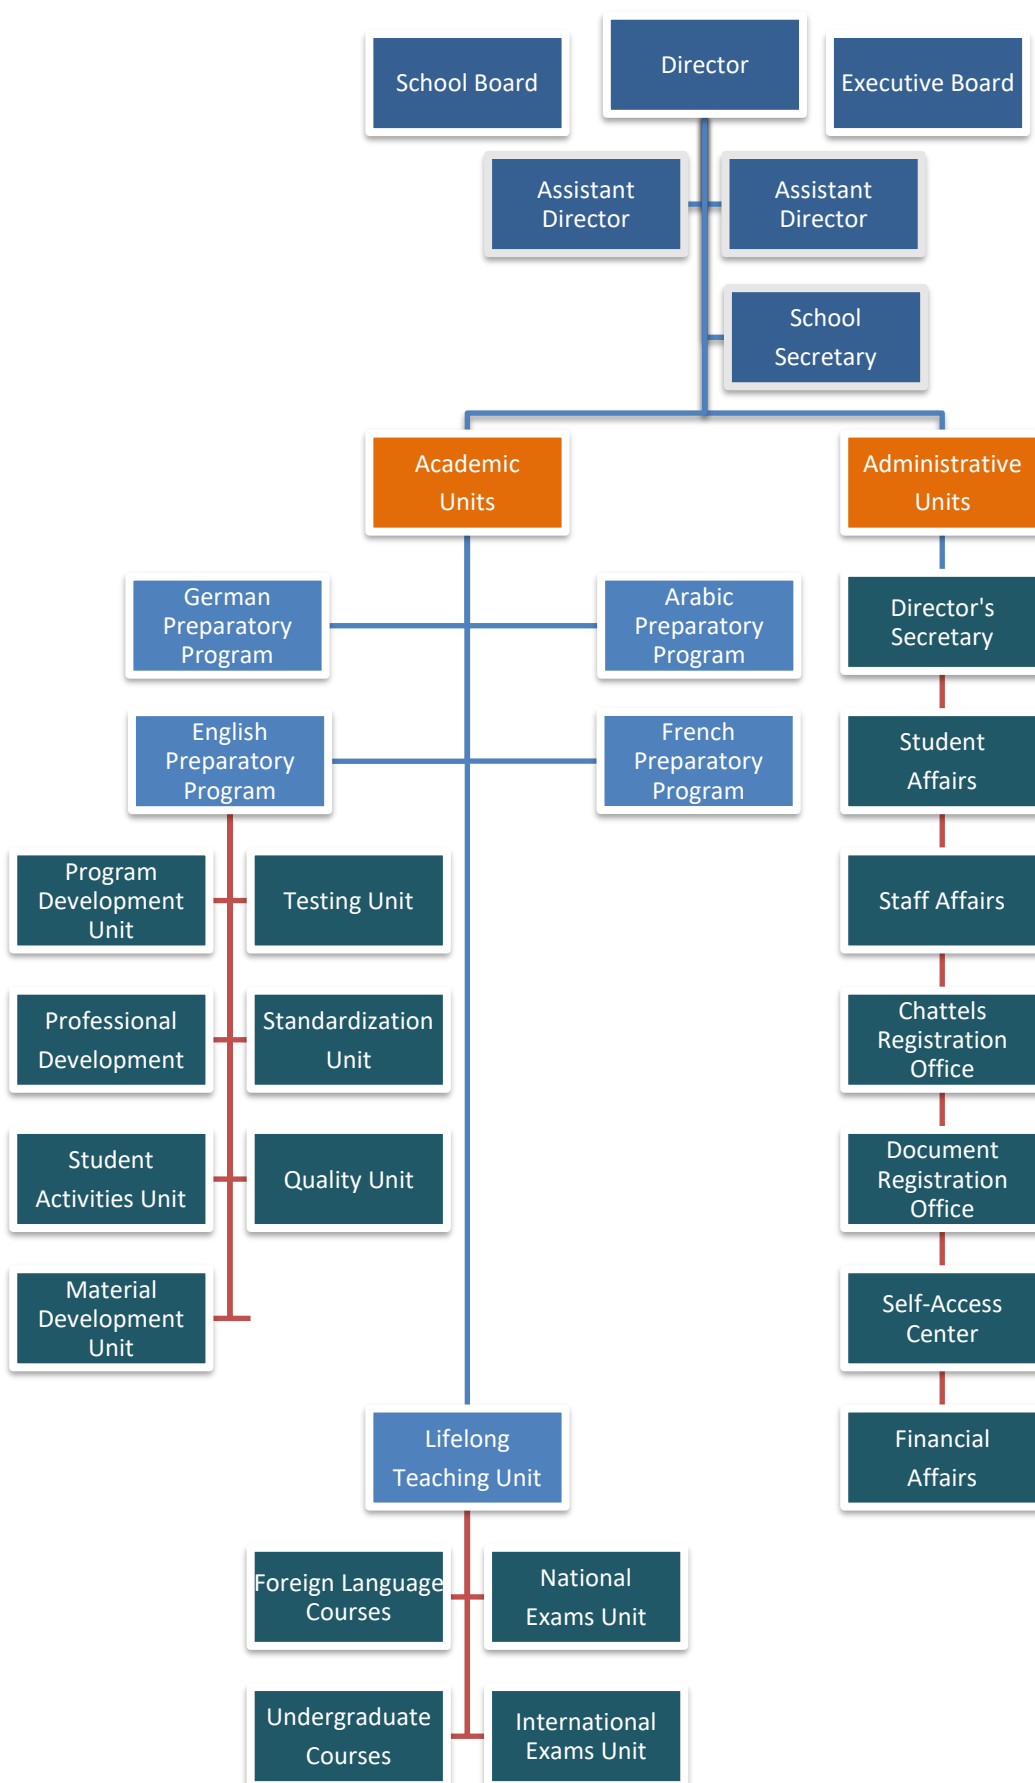 School Board
Director
Executive Board
Assistant
Director
Assistant
Director
School
Secretary
Academic
Units
Administrative
Units
German
Preparatory
Program
Arabic
Preparatory
Program
Director's
Secretary
English
Preparatory
Program
French
Preparatory
Program
Student
Affairs
Program
Development
Unit
Testing Unit
Staff Affairs
Professional
Development
Standardization
Unit
Chattels
Registration
Office
Student
Activities Unit
Quality Unit
Document
Registration
Office
Material
Development
Unit
Self-Access
Center
Lifelong
Teaching Unit
Financial
Affairs
Foreign Language
Courses
National
Exams Unit
Undergraduate
Courses
International
Exams Unit